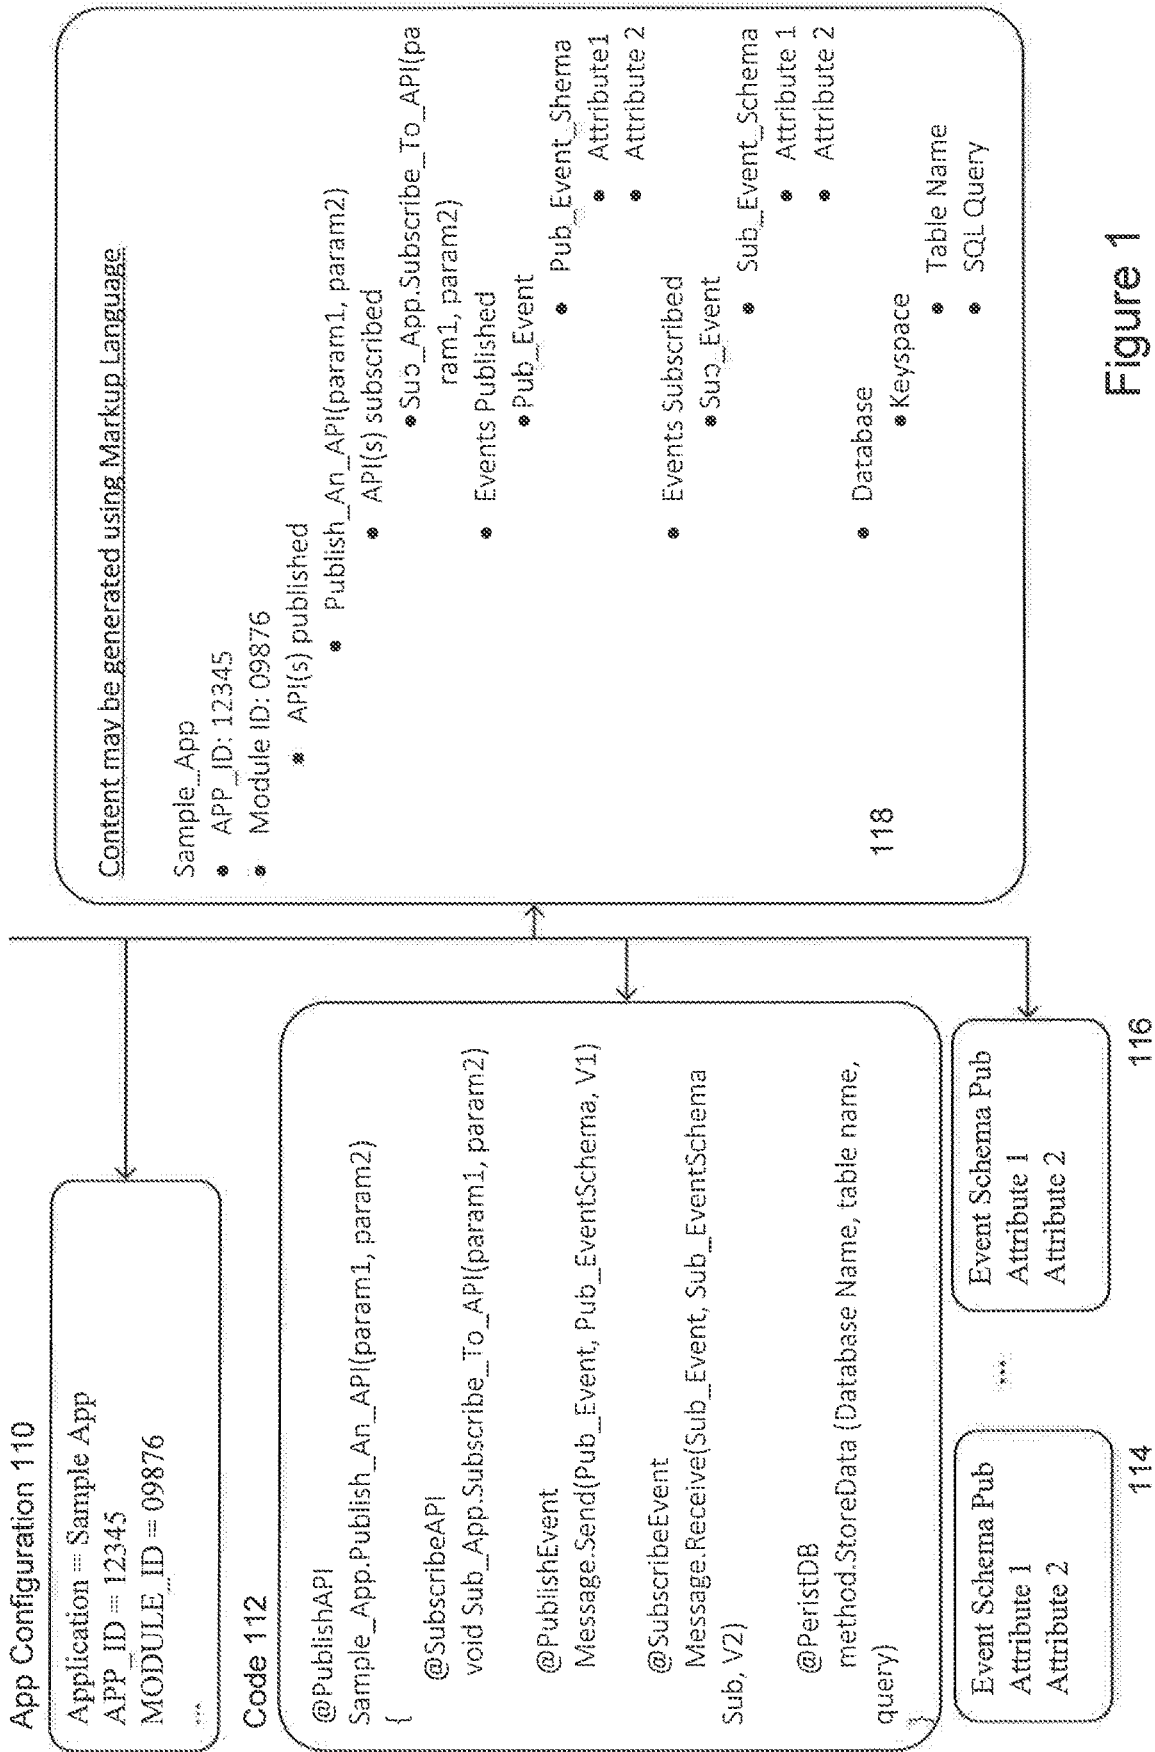 App Configuration 110
Application = Sample App
APP_ID = 12345
MODULE_ID = 09876
...
Code 112
@PublishAPI
Sample_App.Publish_An_API(param1, param2)
{
@SubscribeAPI
void Sub_App.Subscribe_To_API(param1, param2)
@PublishEvent
Message.Send(Pub_Event, Pub_EventSchema, V1)
@SubscribeEvent
Message.Receive(Sub_Event, Sub_EventSchema
Sub, V2)
@PeristDB
method.StoreData (Database Name, table name,
query)
}
Event Schema Pub
Attribute 1
Attribute 2
114
...
Event Schema Pub
Attribute 1
Attribute 2
116
Content may be generated using Markup Language
Sample_App
• APP_ID: 12345
• Module ID: 09876
• API(s) published
• Publish_An_API(param1, param2)
• API(s) subscribed
• Sub_App.Subscribe_To_API(pa
ram1, param2)
• Events Published
• Pub_Event
• Pub_Event_Shema
• Attribute1
• Attribute 2
• Events Subscribed
• Sub_Event
• Sub_Event_Schema
• Attribute 1
• Attribute 2
• Database
• Keyspace
• Table Name
• SQL Query
118
Figure 1